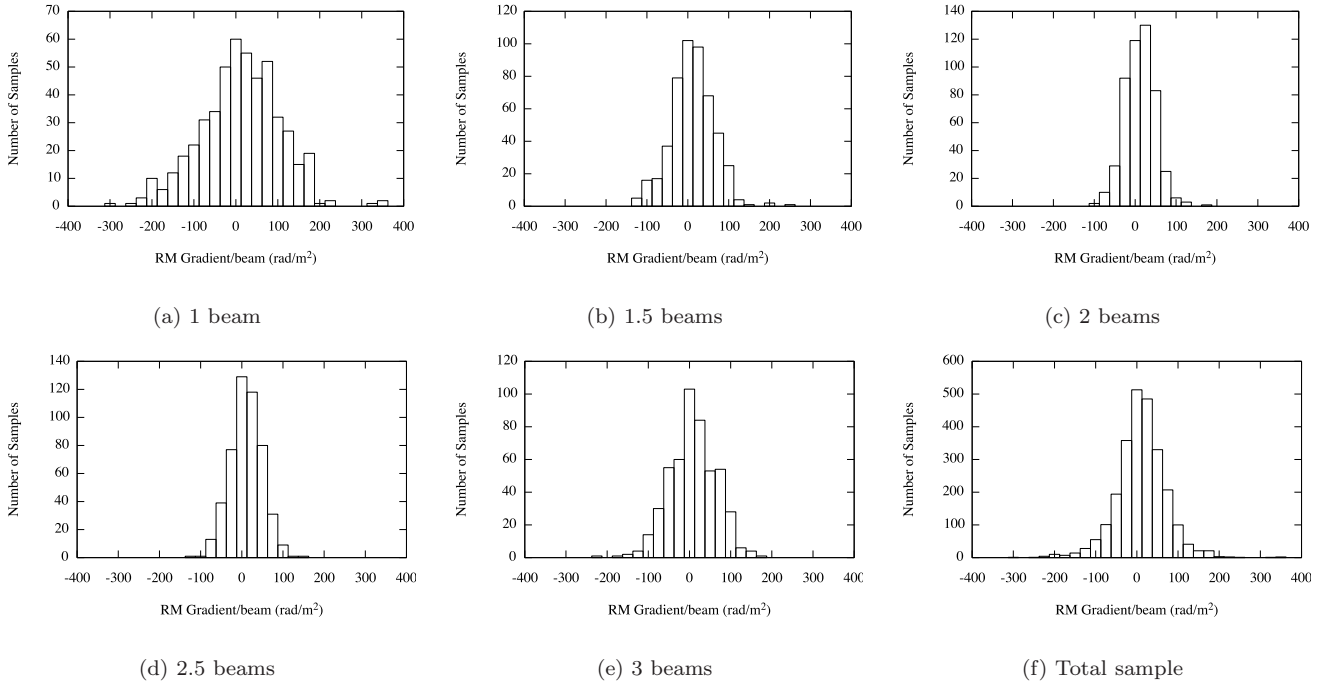 70
60
50
40
30
20
10
0
-400 -300 -200 -100 0 100 200 300 400
Number of Samples
RM Gradient/beam (rad/m²)
(a) 1 beam
120
100
80
60
40
20
0
-400 -300 -200 -100 0 100 200 300 400
Number of Samples
RM Gradient/beam (rad/m²)
(b) 1.5 beams
140
120
100
80
60
40
20
0
-400 -300 -200 -100 0 100 200 300 400
Number of Samples
RM Gradient/beam (rad/m²)
(c) 2 beams
140
120
100
80
60
40
20
0
-400 -300 -200 -100 0 100 200 300 400
Number of Samples
RM Gradient/beam (rad/m²)
(d) 2.5 beams
120
100
80
60
40
20
0
-400 -300 -200 -100 0 100 200 300 400
Number of Samples
RM Gradient/beam (rad/m²)
(e) 3 beams
600
500
400
300
200
100
0
-400 -300 -200 -100 0 100 200 300 400
Number of Samples
RM Gradient/beam (rad/m²)
(f) Total sample